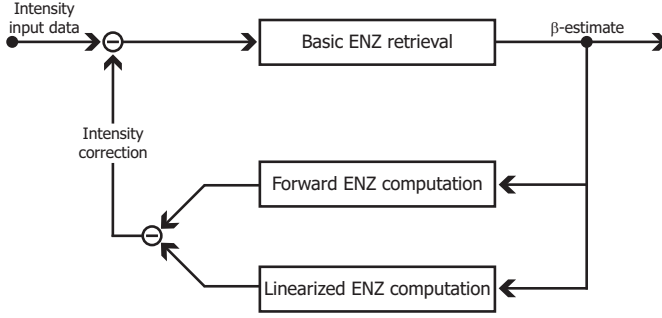 Intensity
input data
Basic ENZ retrieval
β-estimate
Intensity
correction
Forward ENZ computation
Linearized ENZ computation